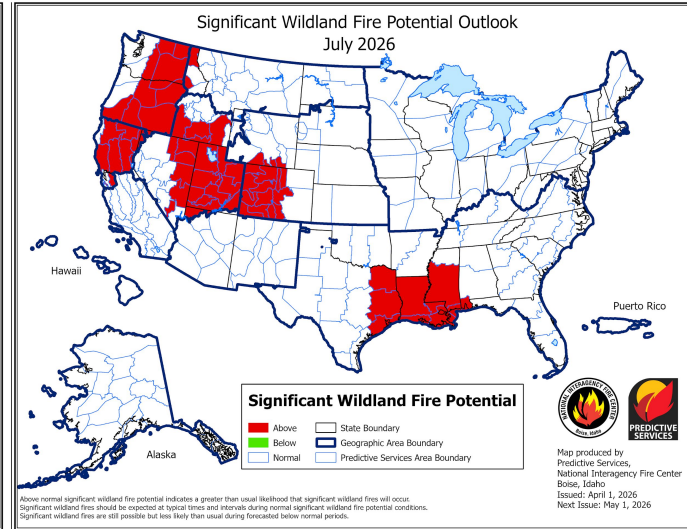 Significant Wildland Fire Potential Outlook
July 2026
Hawaii
Puerto Rico
Alaska
Significant Wildland Fire Potential
Above
State Boundary
Below
Geographic Area Boundary
Normal
Predictive Services Area Boundary
NATIONAL INTERAGENCY FIRE CENTER
Boise, Idaho
PREDICTIVE
SERVICES
Map produced by
Predictive Services,
National Interagency Fire Center
Boise, Idaho
Issued: April 1, 2026
Next Issue: May 1, 2026
Above normal significant wildland fire potential indicates a greater than usual likelihood that significant wildland fires will occur.
Significant wildland fires should be expected at typical times and intervals during normal significant wildland fire potential conditions.
Significant wildland fires are still possible but less likely than usual during forecasted below normal periods.